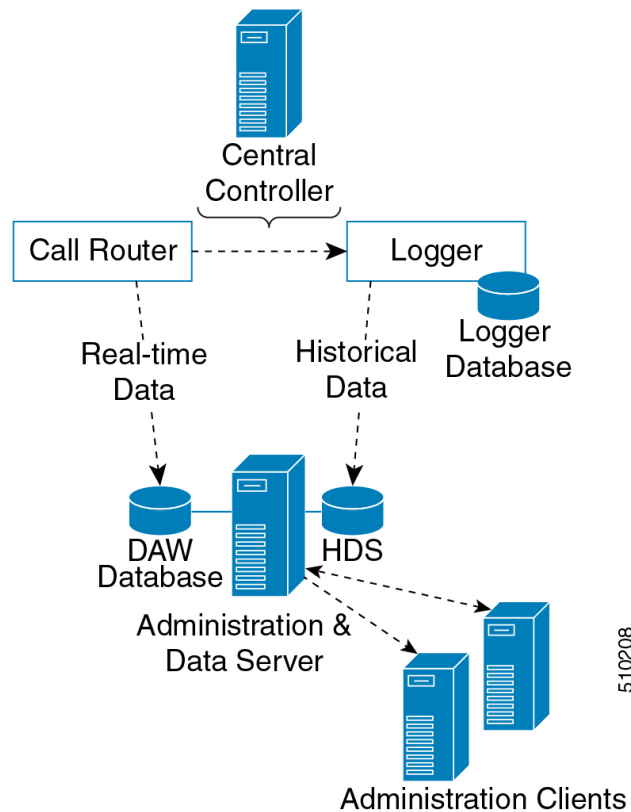 Central
Controller
Call Router
Logger
Logger
Database
Real-time
Data
Historical
Data
DAW
Database
HDS
Administration &
Data Server
510208
Administration Clients